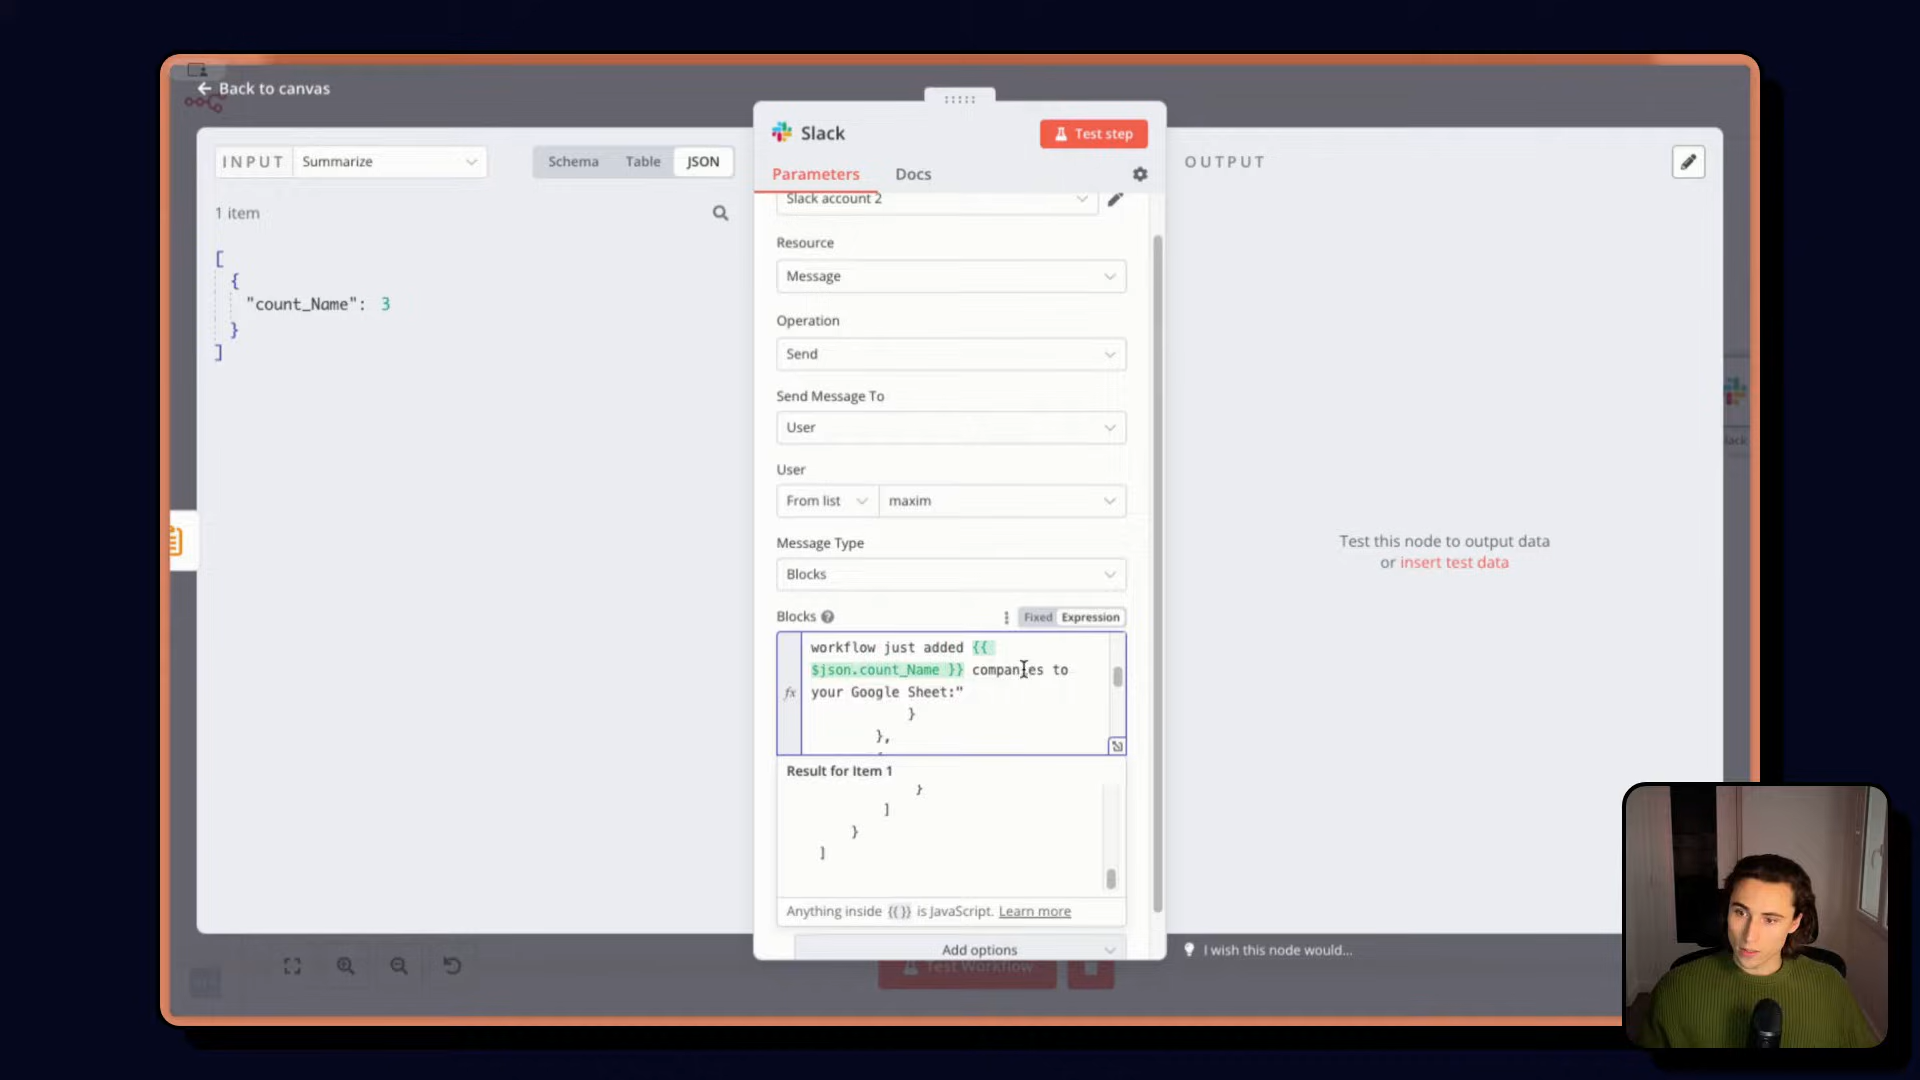 Back to canvas
INPUT
Summarize
Schema
Table
JSON
1 item
[
{
"count_Name": 3
}
]
Slack
Test step
Parameters
Docs
Slack account 2
Resource
Message
Operation
Send
Send Message To
User
User
From list
maxim
Message Type
Blocks
Blocks
Fixed
Expression
fx
workflow just added {{
$json.count_Name }} companies to
your Google Sheet:"
}
},
Result for Item 1
}
]
}
]
Anything inside {{}} is JavaScript. Learn more
Add options
OUTPUT
Test this node to output data
or insert test data
I wish this node would...
Test Workflow